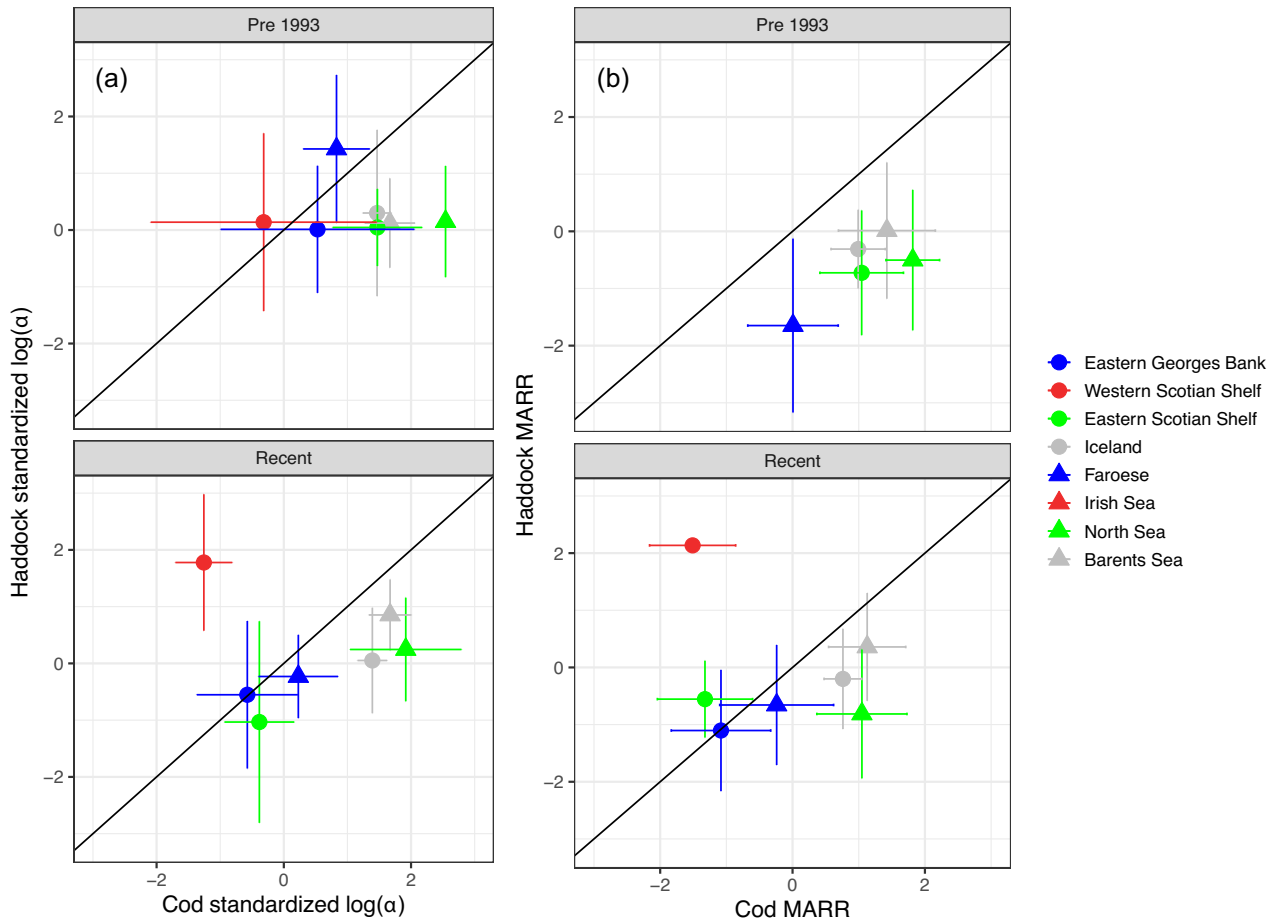 Pre 1993
Pre 1993
(a)
(b)
2
0
−2
2
0
−2
Haddock standardized log(α)
Haddock MARR
Recent
Recent
2
0
−2
2
0
−2
−2 0 2
−2 0 2
Cod standardized log(α)
Cod MARR
Eastern Georges Bank
Western Scotian Shelf
Eastern Scotian Shelf
Iceland
Faroese
Irish Sea
North Sea
Barents Sea